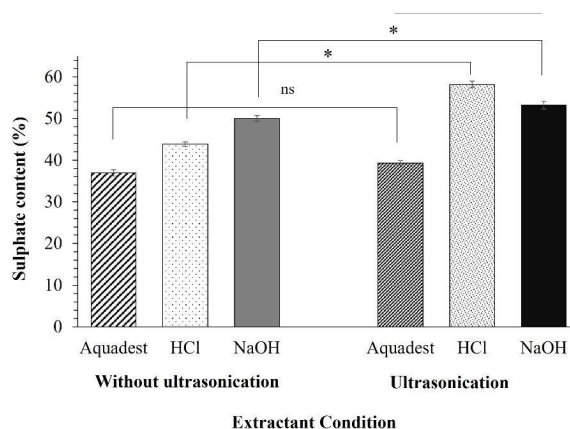 *
*
ns
60
50
40
30
20
10
0
Sulphate content (%)
Aquadest HCl NaOH Aquadest HCl NaOH
Without ultrasonication Ultrasonication
Extractant Condition